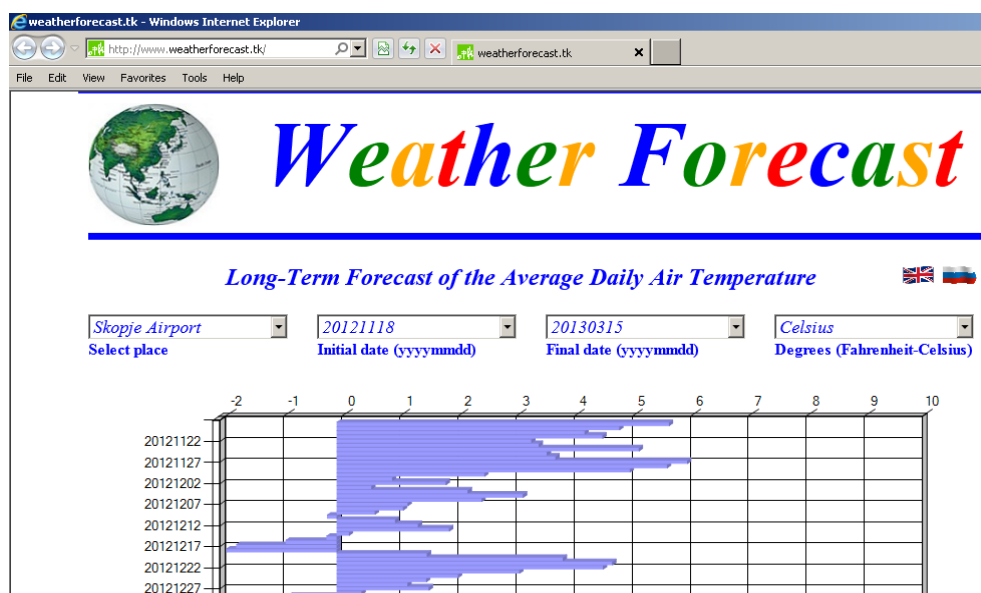 weatherforecast.tk - Windows Internet Explorer
http://www.weatherforecast.tk/
weatherforecast.tk
File Edit View Favorites Tools Help
Weather Forecast
Long-Term Forecast of the Average Daily Air Temperature
Skopje Airport 20121118 20130315 Celsius
Select place Initial date (yyyymmdd) Final date (yyyymmdd) Degrees (Fahrenheit-Celsius)
-2 -1 0 1 2 3 4 5 6 7 8 9 10
20121122
20121127
20121202
20121207
20121212
20121217
20121222
20121227